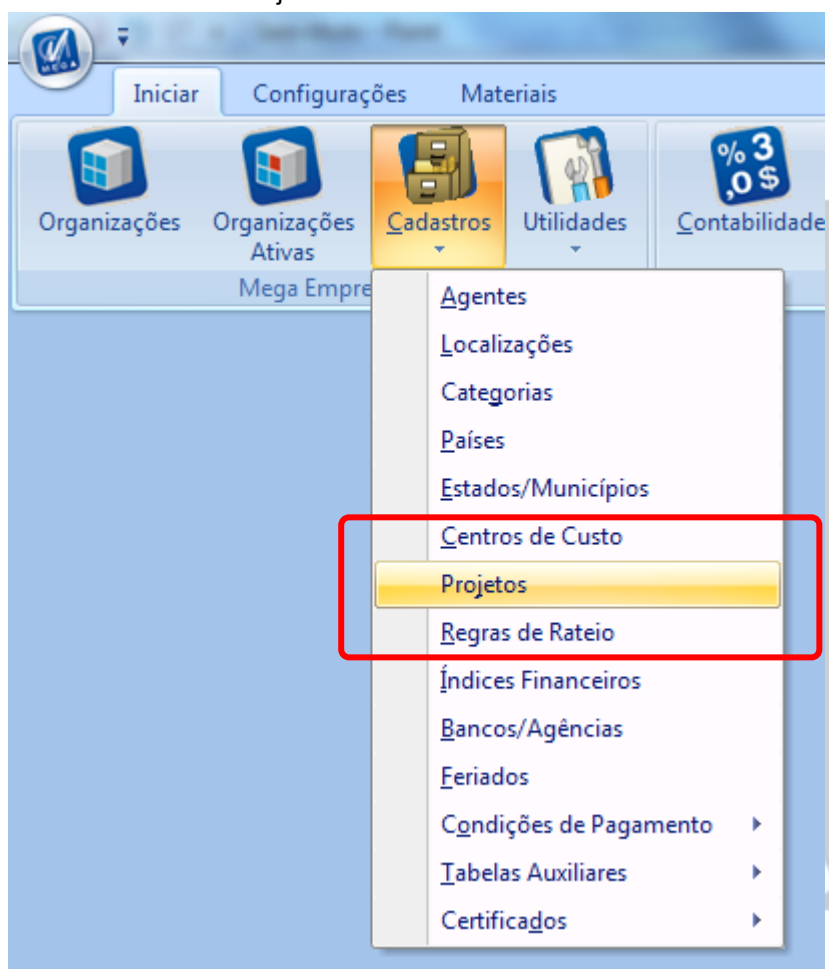 MEGA
Iniciar Configurações Materiais
% 3
,0 $
Organizações Organizações Cadastros Utilidades Contabilidade
Ativas
Mega Empre
Agentes
Localizações
Categorias
Países
Estados/Municípios
Centros de Custo
Projetos
Regras de Rateio
Índices Financeiros
Bancos/Agências
Feriados
Condições de Pagamento
Tabelas Auxiliares
Certificados